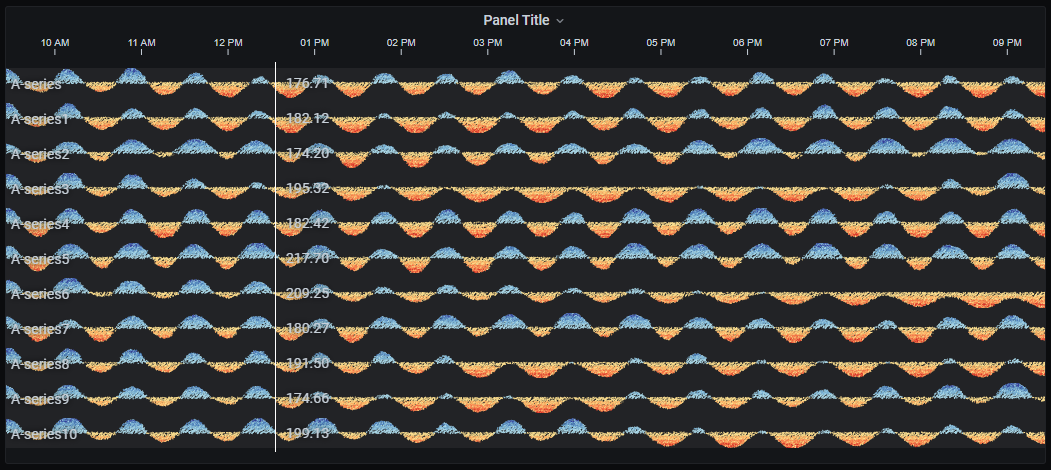 Panel Title
10 AM 11 AM 12 PM 01 PM 02 PM 03 PM 04 PM 05 PM 06 PM 07 PM 08 PM 09 PM
A-series 176.71
A-series1 182.12
A-series2 174.20
A-series3 195.32
A-series4 182.42
A-series5 217.70
A-series6 209.23
A-series7 180.27
A-series8 191.50
A-series9 174.66
A-series10 199.13